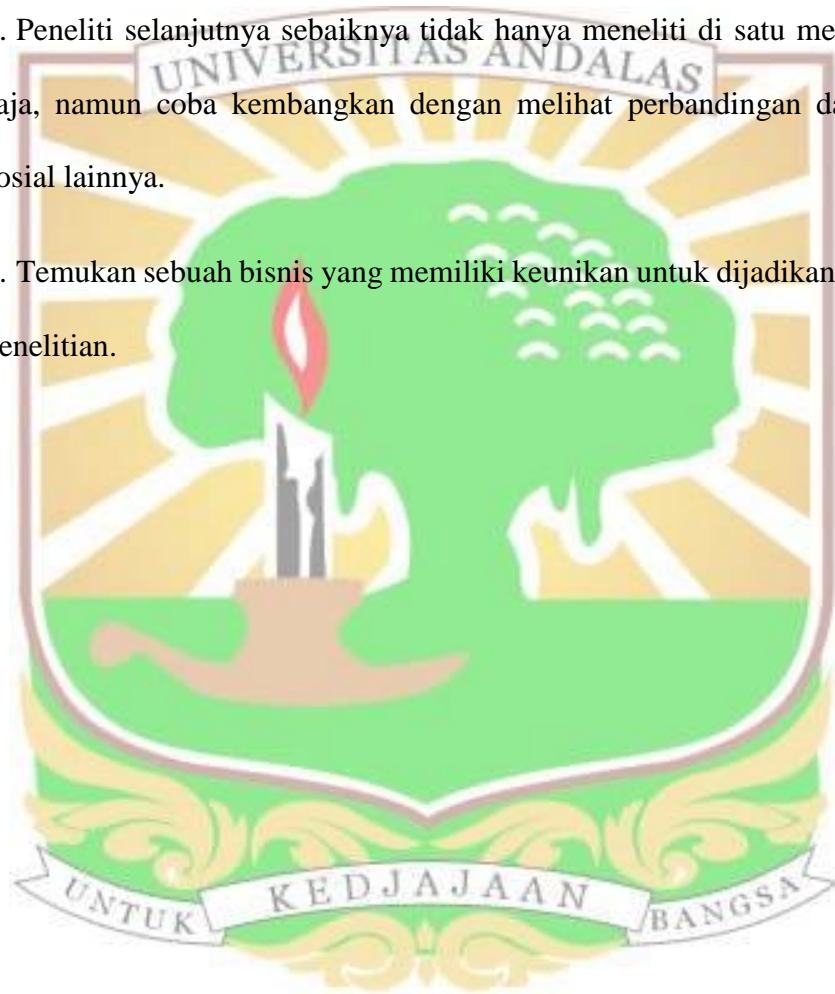 . Peneliti selanjutnya sebaiknya tidak hanya meneliti di satu me
UNIVERSITAS ANDALAS
aja, namun coba kembangkan dengan melihat perbandingan da
osial lainnya.
. Temukan sebuah bisnis yang memiliki keunikan untuk dijadikan
enelitian.
UNTUK KEDJAJAAN BANGSA